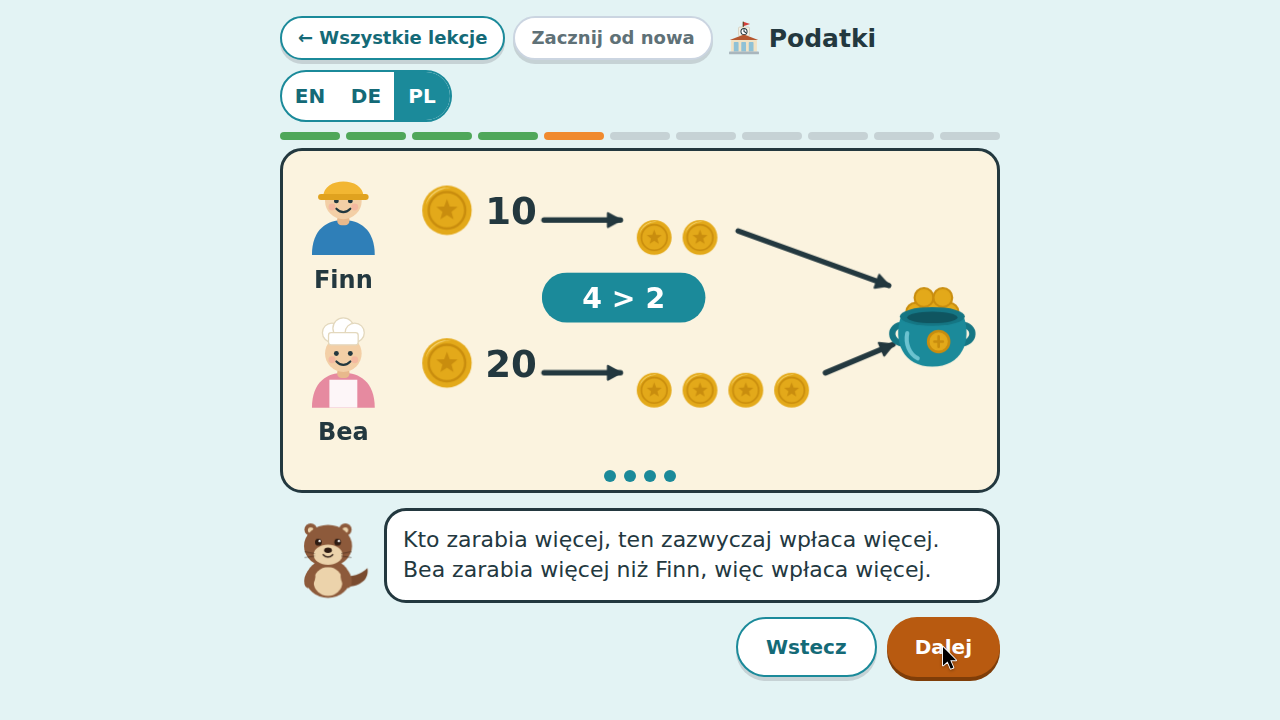 ← Wszystkie lekcje
Zacznij od nowa
Podatki
EN DE PL
10
Finn
4 > 2
20
Bea
Kto zarabia więcej, ten zazwyczaj wpłaca więcej.
Bea zarabia więcej niż Finn, więc wpłaca więcej.
Wstecz
Dalej